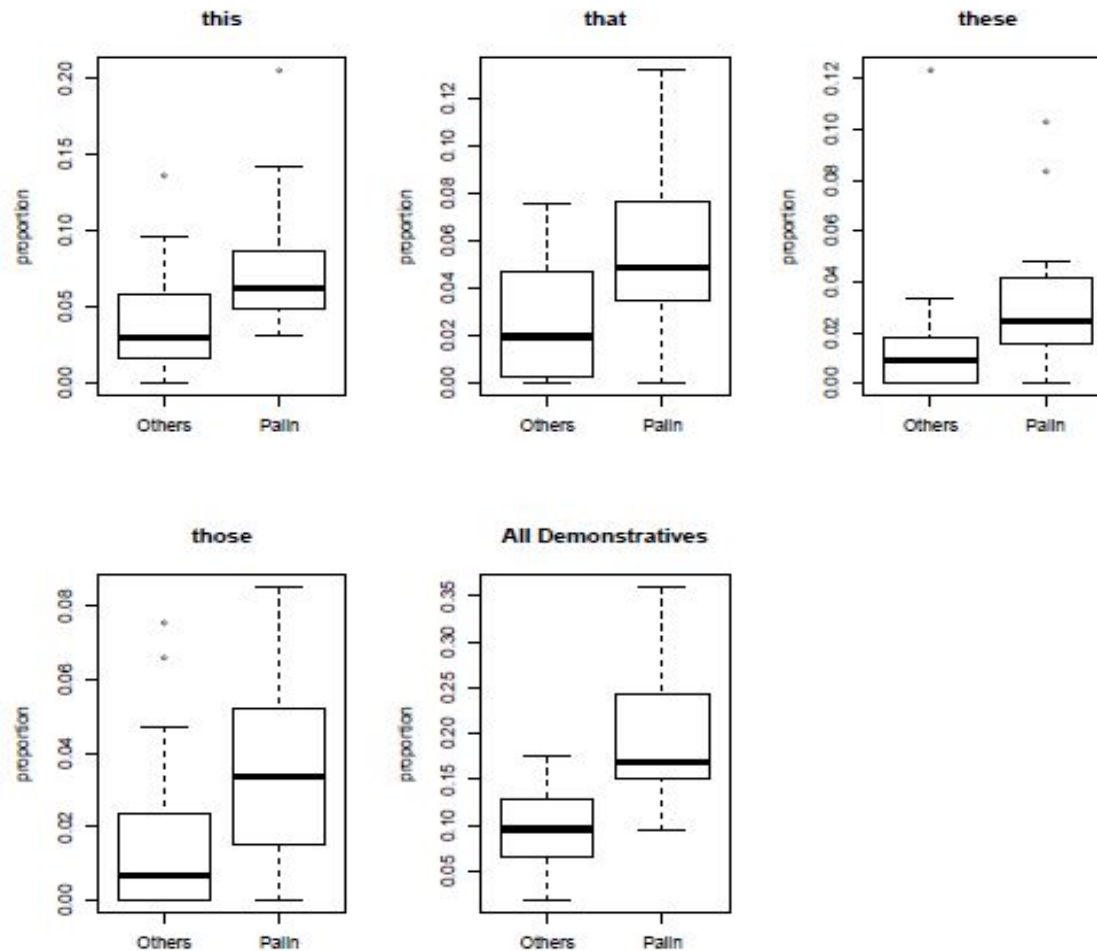 this
that
these
proportion
0.00 0.05 0.10 0.15 0.20
Others Palin
proportion
0.00 0.02 0.04 0.06 0.08 0.10 0.12
Others Palin
proportion
0.00 0.02 0.04 0.06 0.08 0.10 0.12
Others Palin
those
All Demonstratives
proportion
0.00 0.02 0.04 0.06 0.08
Others Palin
proportion
0.05 0.10 0.15 0.20 0.25 0.30 0.35
Others Palin